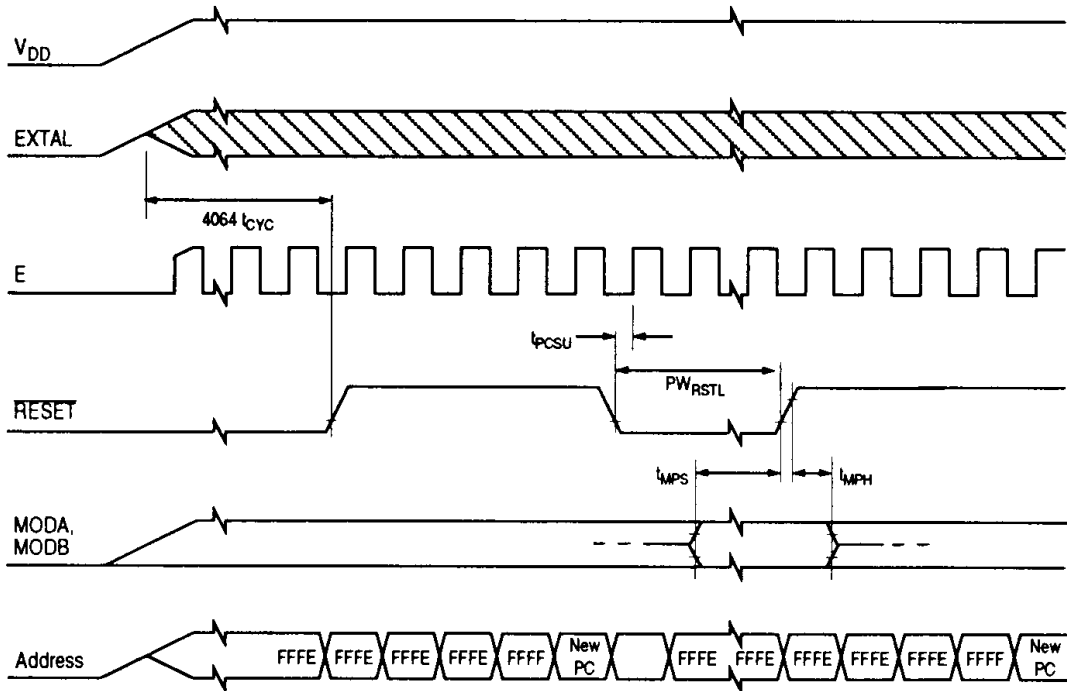 VDD
EXTAL
4064 tCYC
E
tPCSU
PWRSTL
RESET
tMPS
tMPH
MODA,
MODB
Address
FFFE FFFE FFFE FFFE FFFF New PC FFFE FFFE FFFE FFFE FFFE FFFF New PC